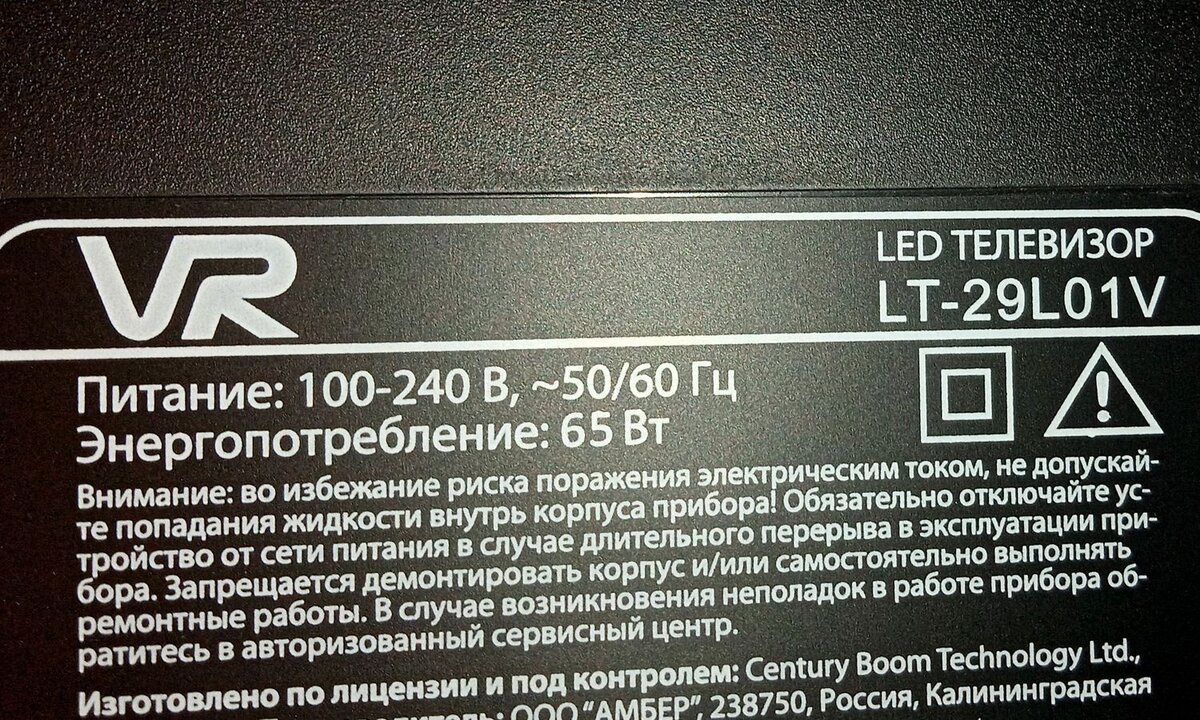 VR
LED ТЕЛЕВИЗОР
LT-29L01V
Питание: 100-240 В, ~50/60 Гц
Энергопотребление: 65 Вт
Внимание: во избежание риска поражения электрическим током, не допускай-
те попадания жидкости внутрь корпуса прибора! Обязательно отключайте ус-
тройство от сети питания в случае длительного перерыва в эксплуатации при-
бора. Запрещается демонтировать корпус и/или самостоятельно выполнять
ремонтные работы. В случае возникновения неполадок в работе прибора об-
ратитесь в авторизованный сервисный центр.
Изготовлено по лицензии и под контролем: Century Boom Technology Ltd.,
ООО "АМБЕР", 238750, Россия, Калининградская